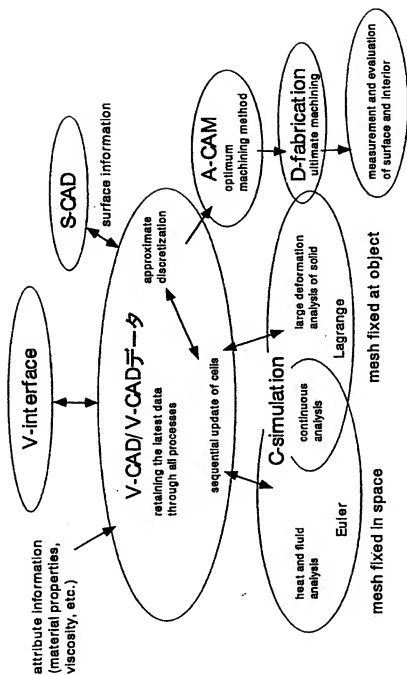 attribute information
(material properties,
viscosity, etc.)
V-interface
S-CAD
surface information
V-CAD/V-CADデータ
retaining the latest data
through all processes
approximate
discretization
sequential update of cells
A-CAM
optimum
machining method
D-fabrication
ultimate machining
measurement and evaluation
of surface and interior
C-simulation
continuous
analysis
heat and fluid
analysis
Euler
large deformation
analysis of solid
Lagrange
mesh fixed in space
mesh fixed at object